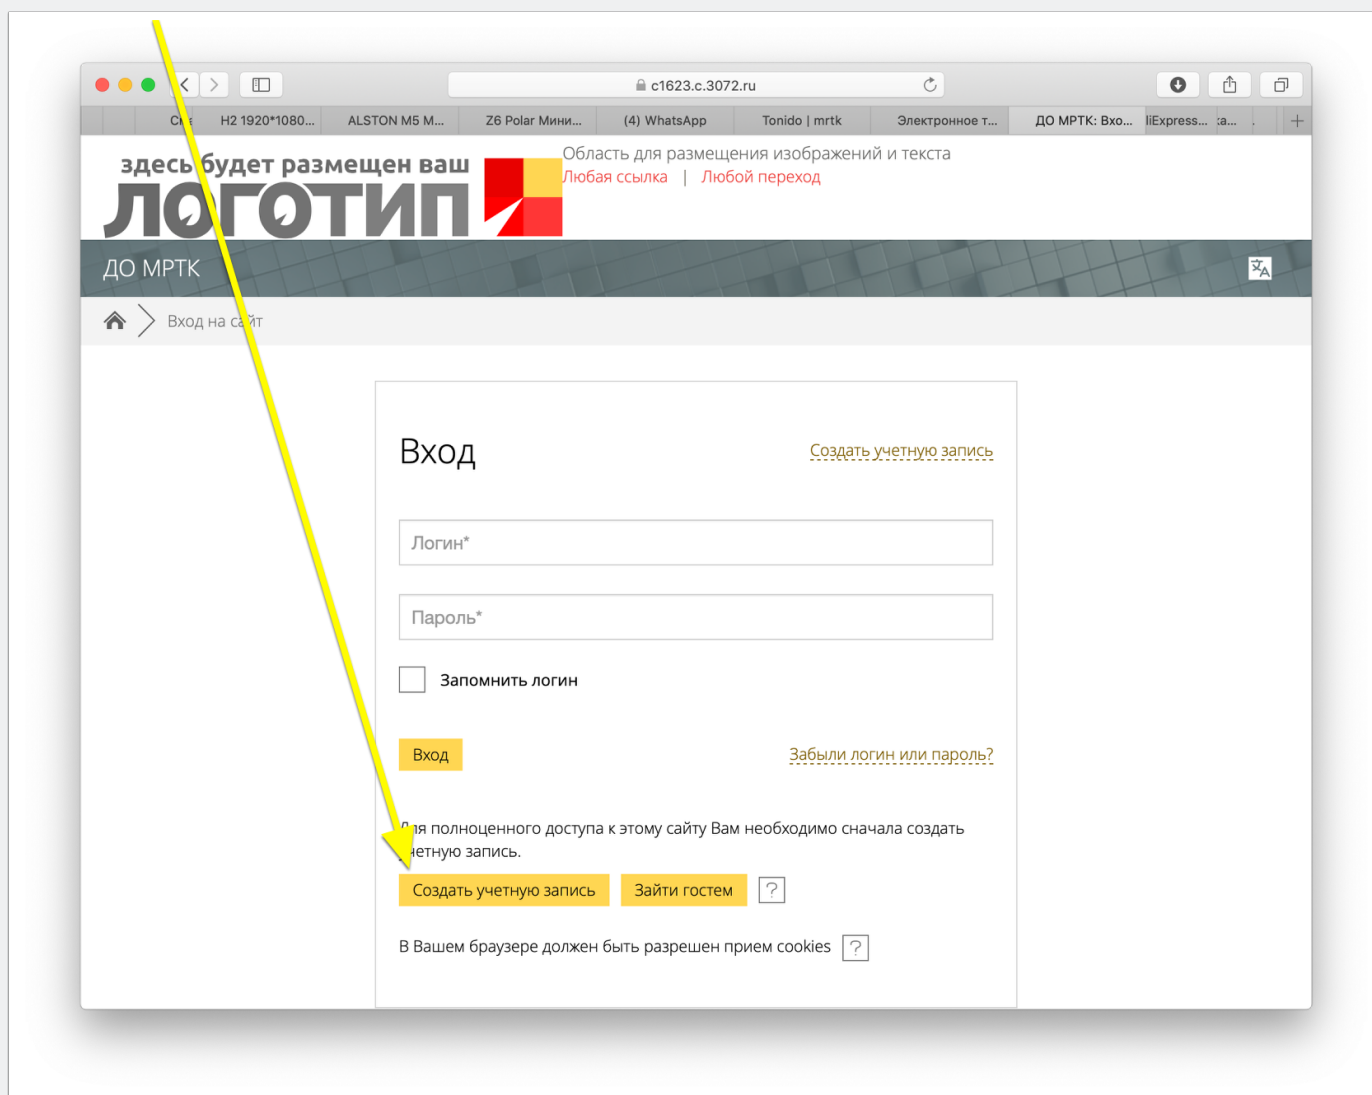 c1623.c.3072.ru
H2 1920*1080... ALSTON M5 M... Z6 Polar Мини... (4) WhatsApp Tonido | mrtk Электронное т... ДО МРТК: Вхо... liExpress...
здесь будет размещен ваш
ЛОГОТИП
Область для размещения изображений и текста
Любая ссылка | Любой переход
ДО МРТК
Вход на сайт
Вход
Создать учетную запись
Логин*
Пароль*
Запомнить логин
Вход
Забыли логин или пароль?
Для полноценного доступа к этому сайту Вам необходимо сначала создать
учетную запись.
Создать учетную запись Зайти гостем ?
В Вашем браузере должен быть разрешен прием cookies ?